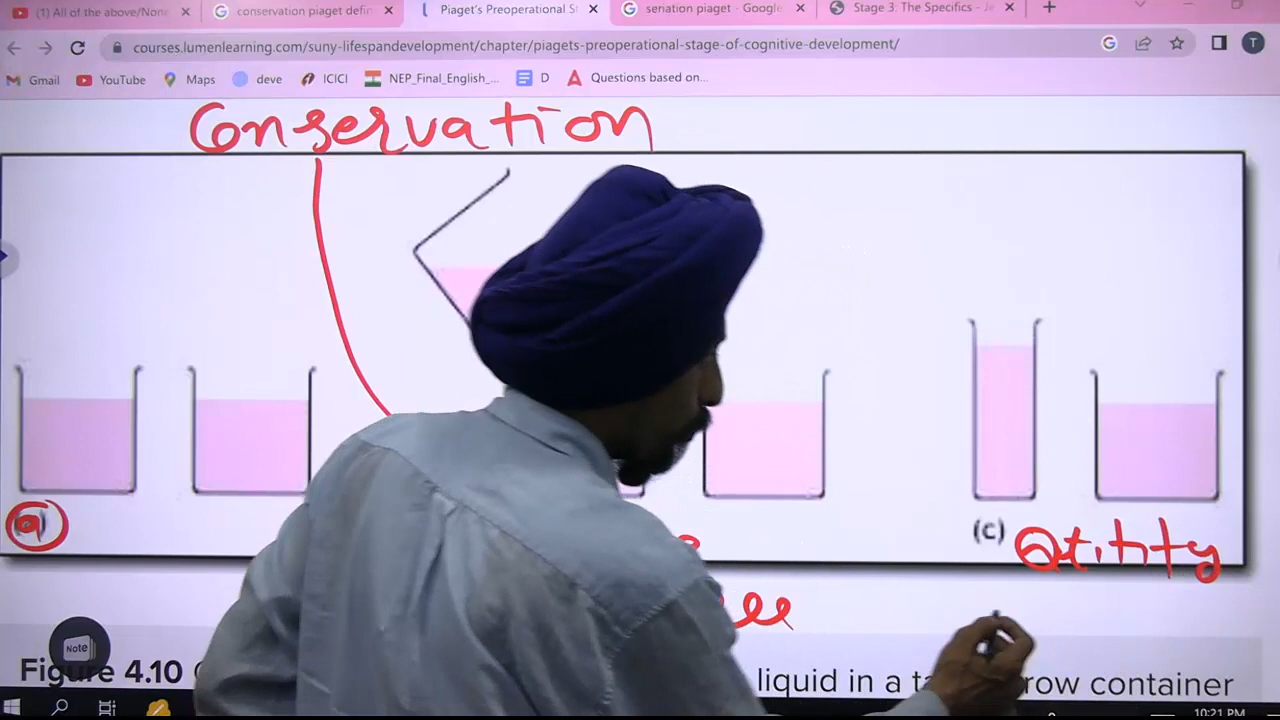 (1) All of the above/None
conservation piaget defin
Piaget's Preoperational St
seriation piaget - Google
Stage 3: The Specifics - Je
courses.lumenlearning.com/suny-lifespandevelopment/chapter/piagets-preoperational-stage-of-cognitive-development/
T
Gmail
YouTube
Maps
deve
ICICI
NEP_Final_English_...
D
Questions based on...
Conservation
a
(c)
Qtitity
Note
Figure 4.10
liquid in a
row container
10:21 PM